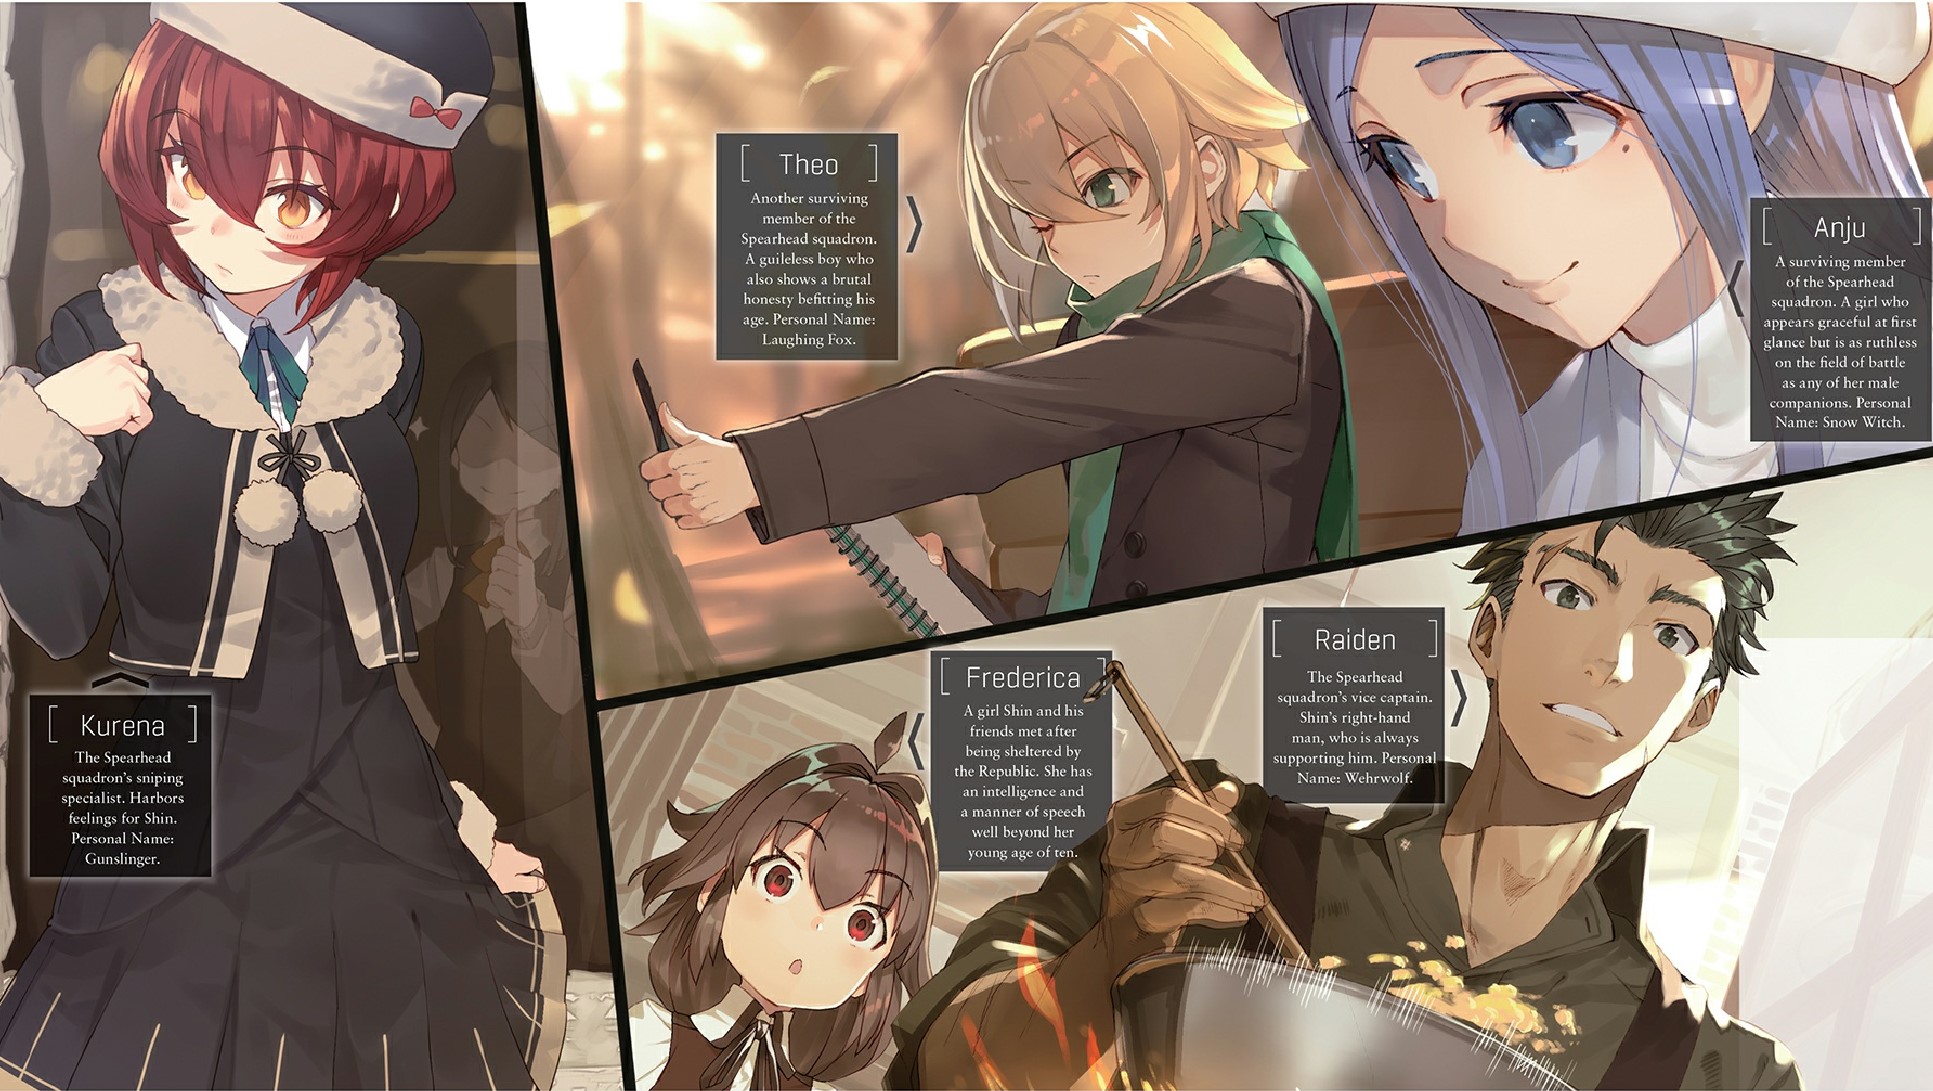 [ Theo ]
Another surviving
member of the
Spearhead squadron.
A guileless boy who
also shows a brutal
honesty befitting his
age. Personal Name:
Laughing Fox.
[ Anju ]
A surviving member
of the Spearhead
squadron. A girl who
appears graceful at first
glance but is as ruthless
on the field of battle
as any of her male
companions. Personal
Name: Snow Witch.
[ Kurena ]
The Spearhead
squadron's sniping
specialist. Harbors
feelings for Shin.
Personal Name:
Gunslinger.
[ Frederica ]
A girl Shin and his
friends met after
being sheltered by
the Republic. She has
an intelligence and
a manner of speech
well beyond her
young age of ten.
[ Raiden ]
The Spearhead
squadron's vice captain.
Shin's right-hand
man, who is always
supporting him. Personal
Name: Wehrwolf.